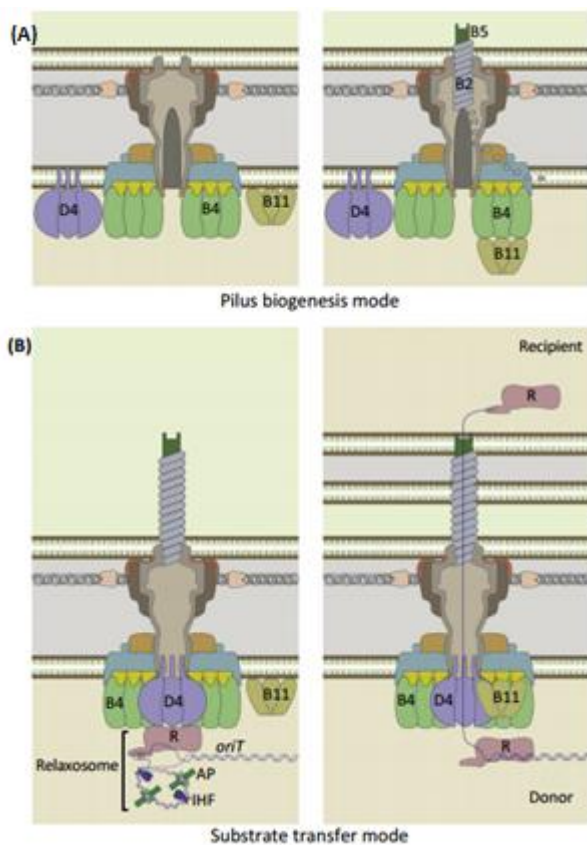 (A)
B5
B2
D4
B4
B11
D4
B4
B11
Pilus biogenesis mode
(B)
Recipient
R
B4
D4
B11
B4
D4
B11
R
oriT
R
Relaxosome
AP
IHF
Donor
Substrate transfer mode